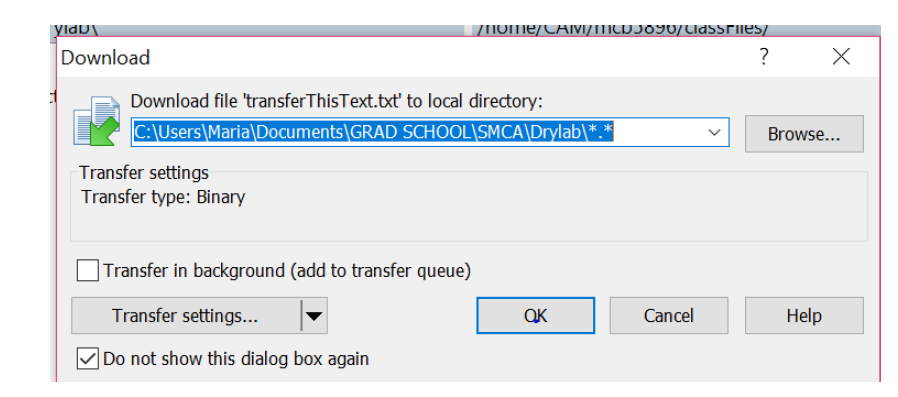 ylab\ /home/CAM/mcb5896/classFiles/
Download ? X
Download file 'transferThisText.txt' to local directory:
C:\Users\Maria\Documents\GRAD SCHOOL\SMCA\Drylab\*.* Browse...
Transfer settings
Transfer type: Binary
Transfer in background (add to transfer queue)
Transfer settings... OK Cancel Help
Do not show this dialog box again